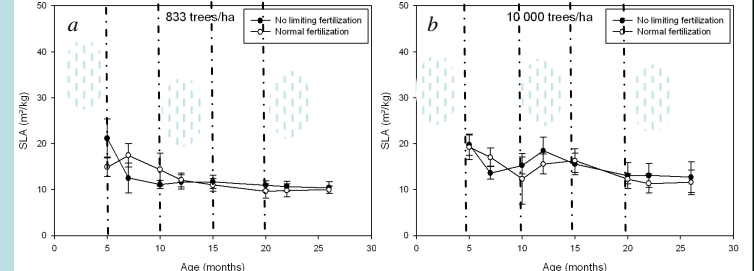 a
833 trees/ha
No limiting fertilization
Normal fertilization
50
40
30
20
10
0
SLA (m²/kg)
0 5 10 15 20 25 30
Age (months)
b
10 000 trees/ha
No limiting fertilization
Normal fertilization
50
40
30
20
10
0
SLA (m²/kg)
0 5 10 15 20 25 30
Age (months)